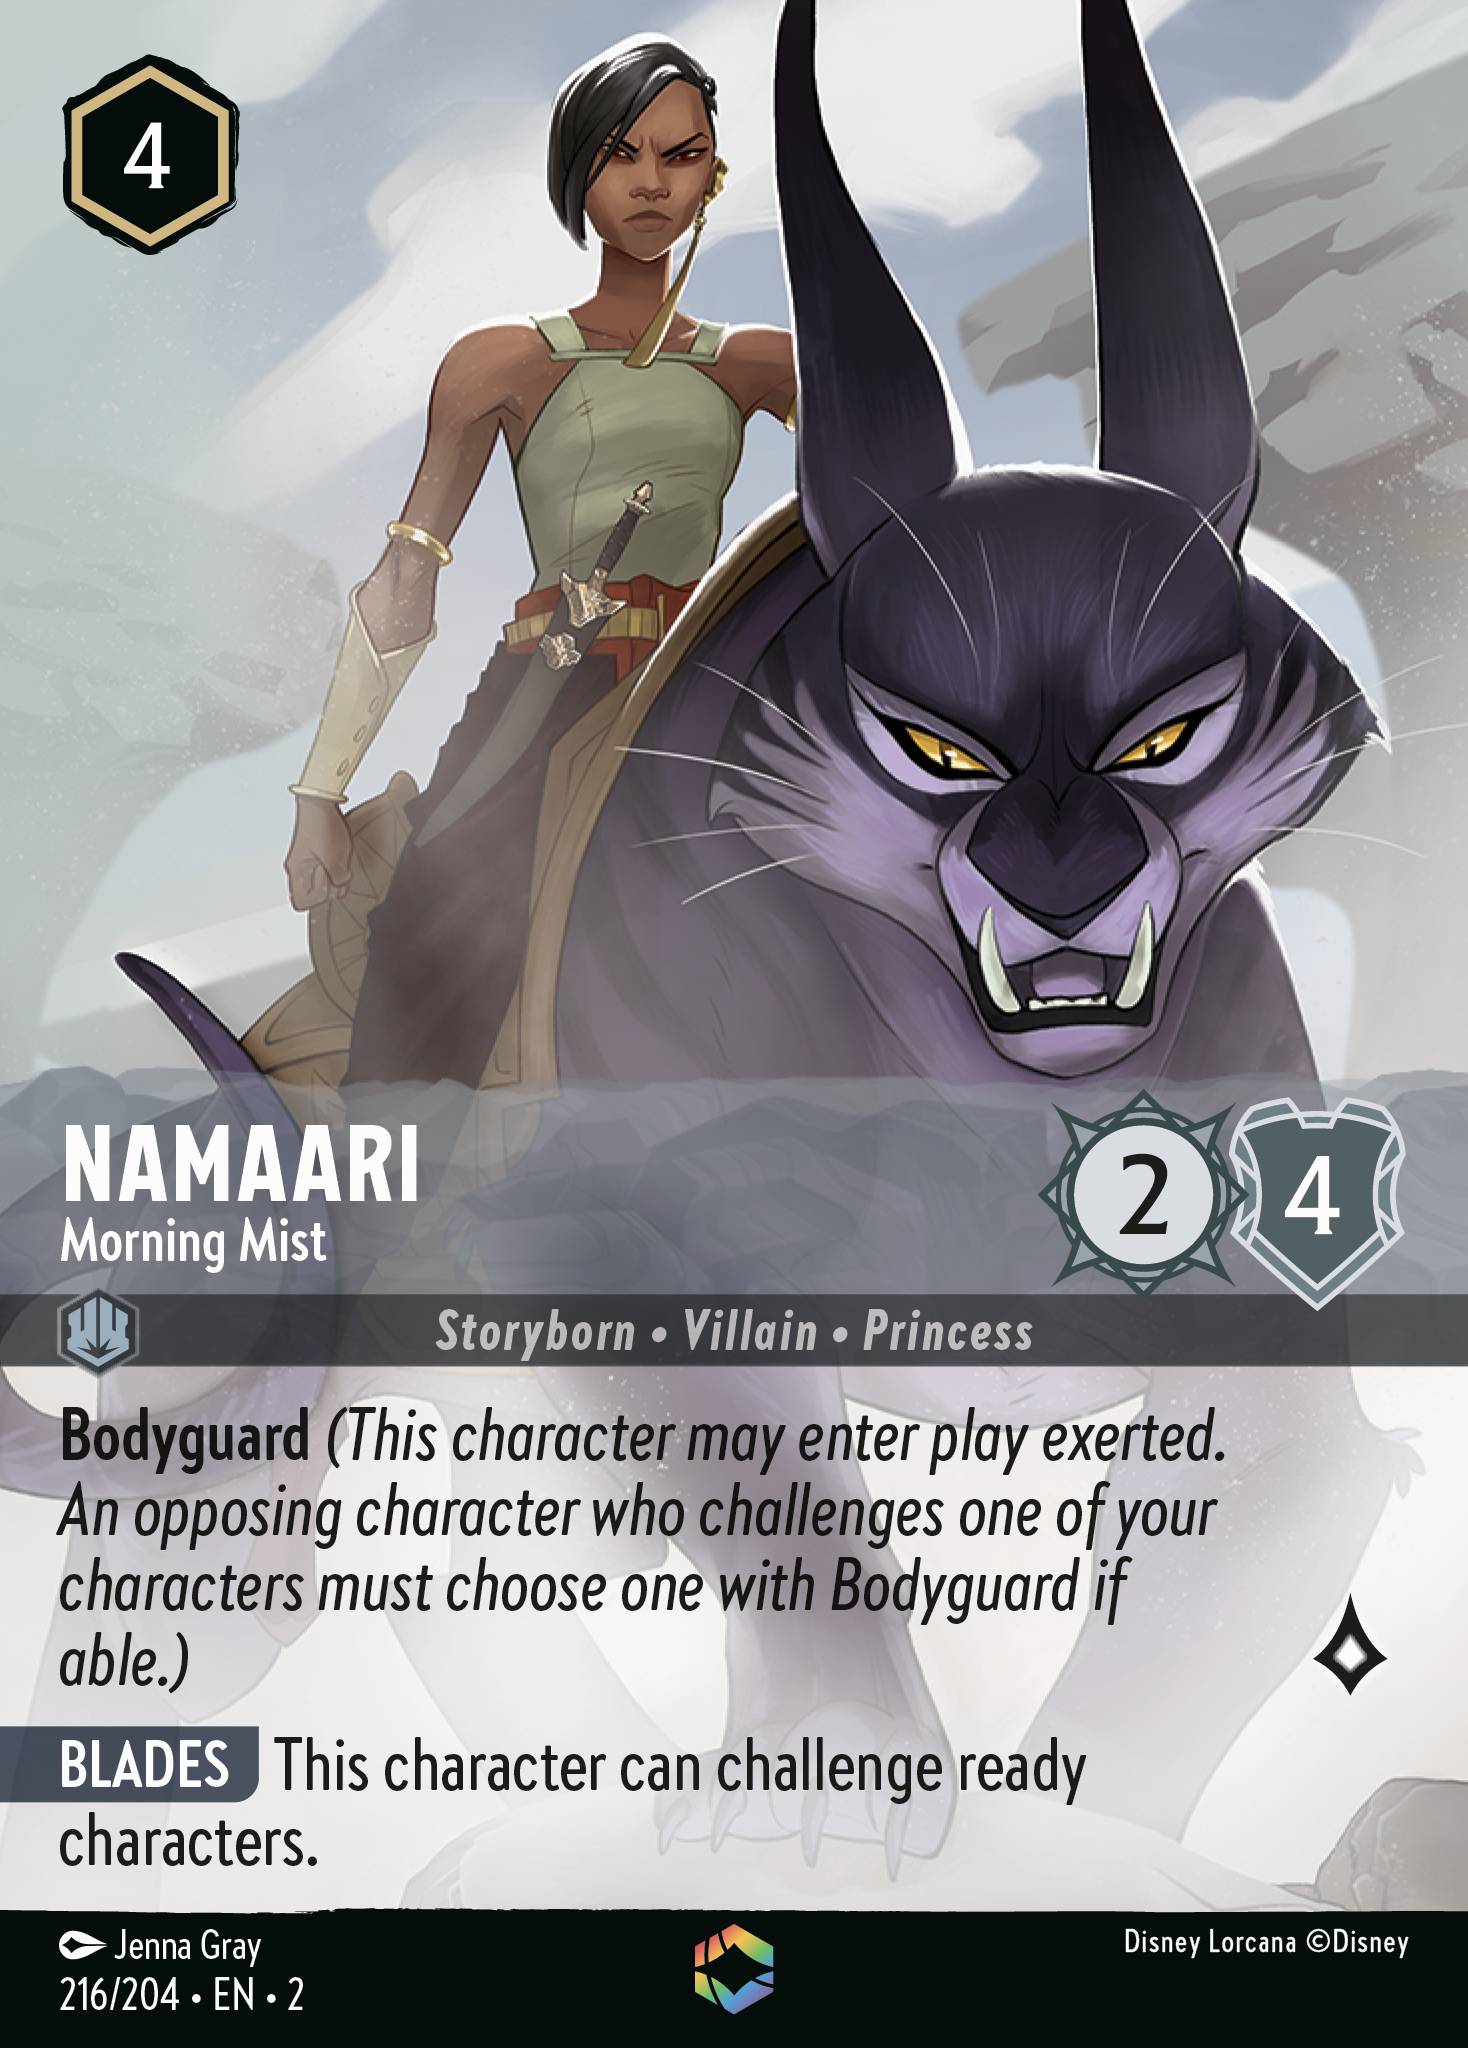 4
NAMAARI
Morning Mist
2 4
Storyborn • Villain • Princess
Bodyguard (This character may enter play exerted.
An opposing character who challenges one of your
characters must choose one with Bodyguard if
able.)
BLADES This character can challenge ready
characters.
Jenna Gray
Disney Lorcana ©Disney
216/204 • EN • 2